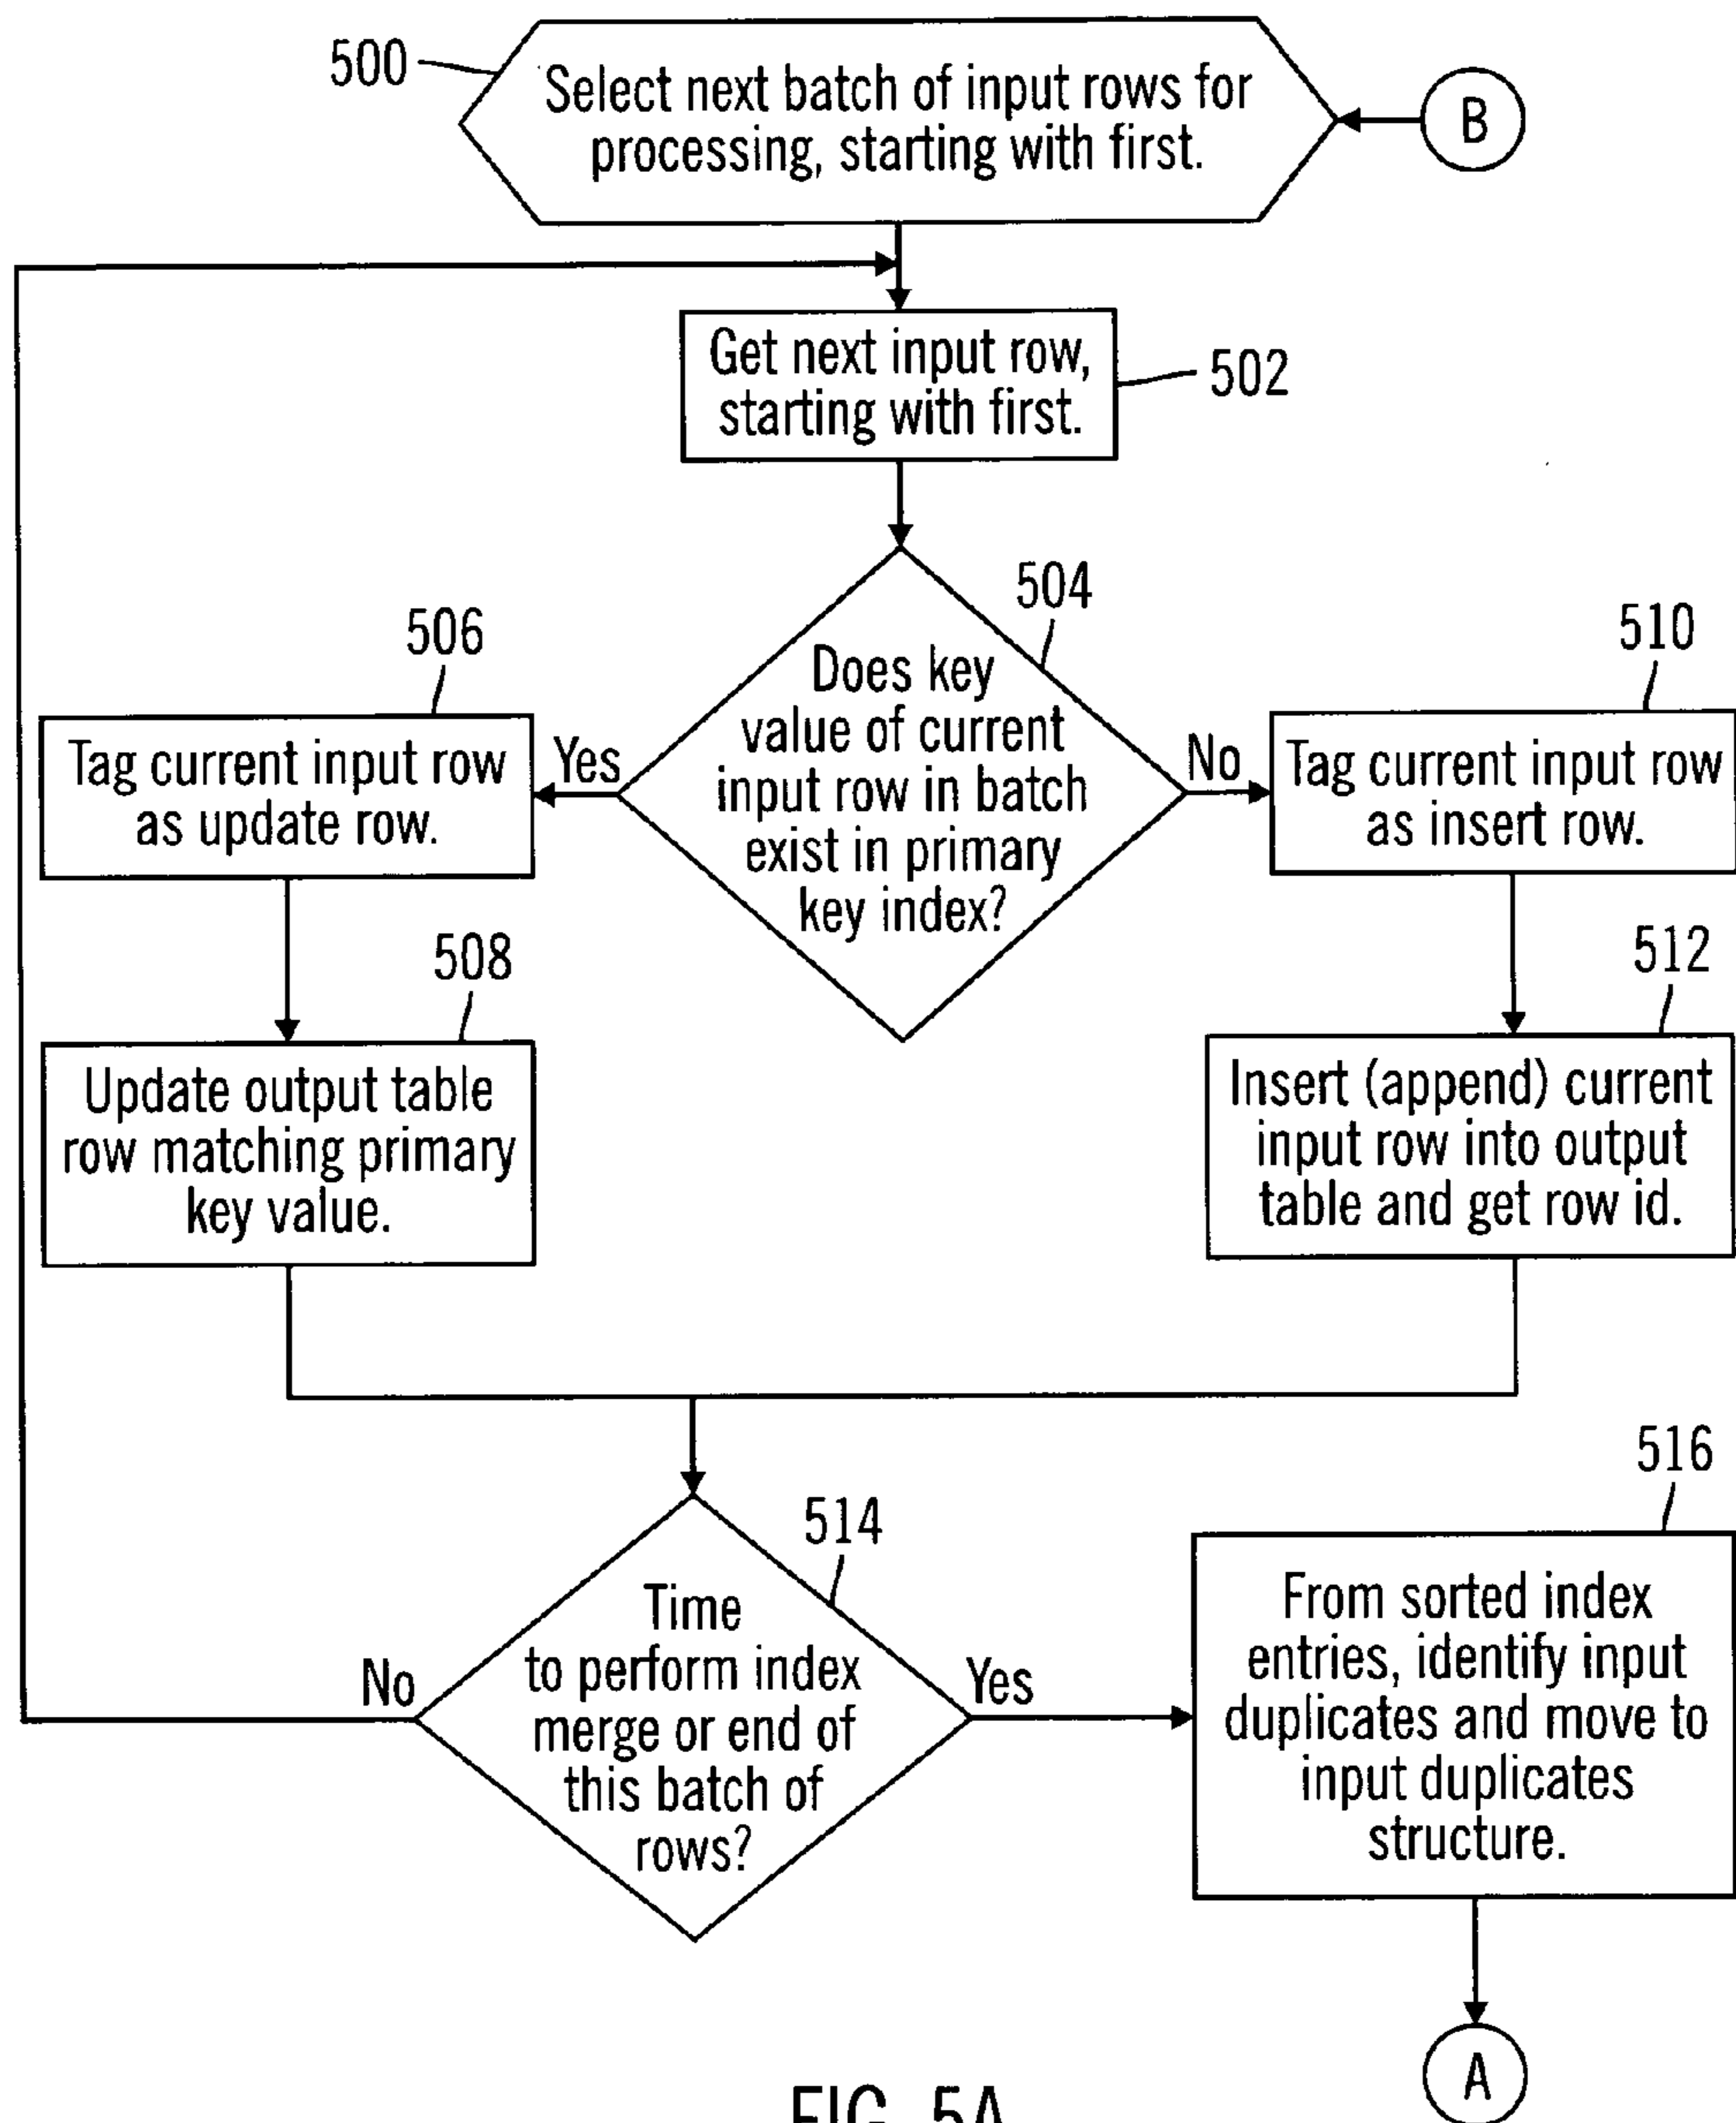 500
Select next batch of input rows for
processing, starting with first.
B
Get next input row,
starting with first.
502
504
Does key
value of current
input row in batch
exist in primary
key index?
Yes
No
506
Tag current input row
as update row.
510
Tag current input row
as insert row.
508
Update output table
row matching primary
key value.
512
Insert (append) current
input row into output
table and get row id.
514
Time
to perform index
merge or end of
this batch of
rows?
No
Yes
516
From sorted index
entries, identify input
duplicates and move to
input duplicates
structure.
A
FIG. 5A